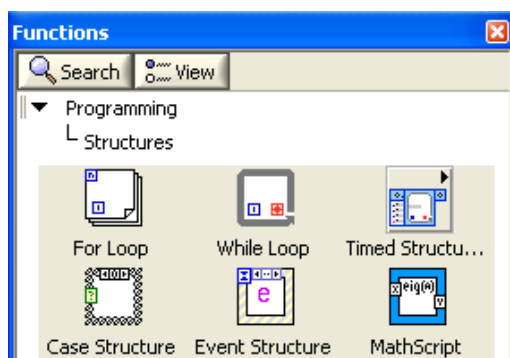 Functions
Search View
Programming
Structures
For Loop While Loop Timed Structu...
Case Structure Event Structure MathScript